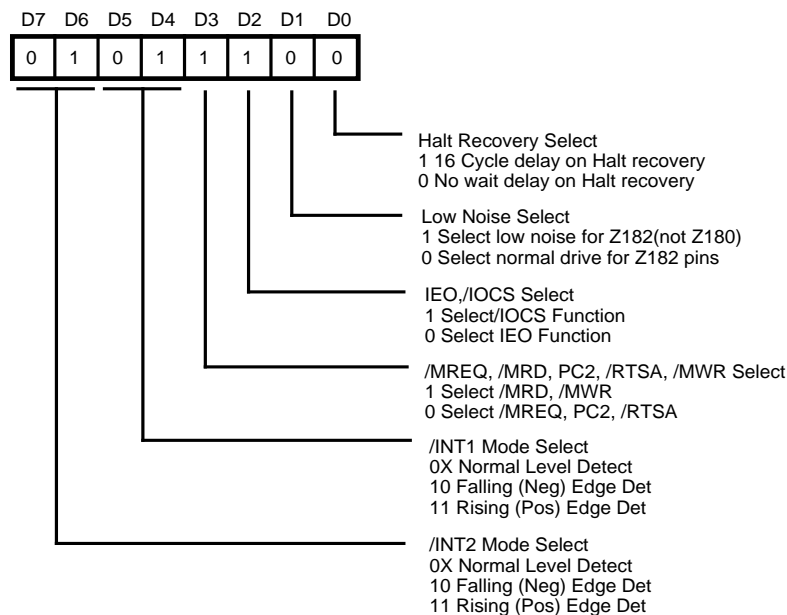 D7 D6 D5 D4 D3 D2 D1 D0
0 1 0 1 1 1 0 0
Halt Recovery Select
1 16 Cycle delay on Halt recovery
0 No wait delay on Halt recovery
Low Noise Select
1 Select low noise for Z182(not Z180)
0 Select normal drive for Z182 pins
IEO,/IOCS Select
1 Select/IOCS Function
0 Select IEO Function
/MREQ, /MRD, PC2, /RTSA, /MWR Select
1 Select /MRD, /MWR
0 Select /MREQ, PC2, /RTSA
/INT1 Mode Select
0X Normal Level Detect
10 Falling (Neg) Edge Det
11 Rising (Pos) Edge Det
/INT2 Mode Select
0X Normal Level Detect
10 Falling (Neg) Edge Det
11 Rising (Pos) Edge Det